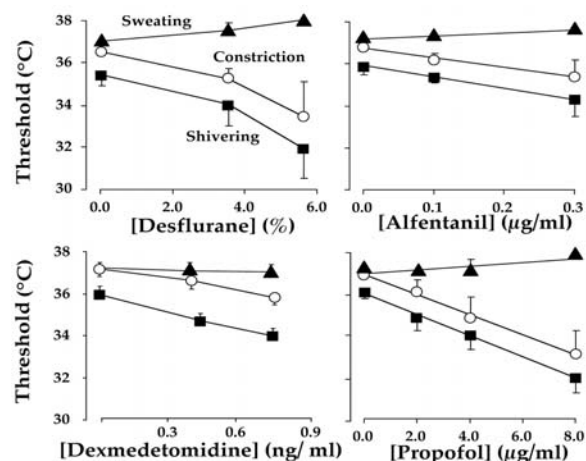 38
36
34
32
30
Threshold (°C)
Sweating
Constriction
Shivering
0.0 2.0 4.0 6.0
[Desflurane] (%)
38
36
34
32
30
Threshold (°C)
0.0 0.1 0.2 0.3
[Alfentanil] (µg/ml)
38
36
34
32
30
Threshold (°C)
0.3 0.6 0.9
[Dexmedetomidine] (ng/ ml)
38
36
34
32
30
Threshold (°C)
0.0 2.0 4.0 6.0 8.0
[Propofol] (µg/ml)